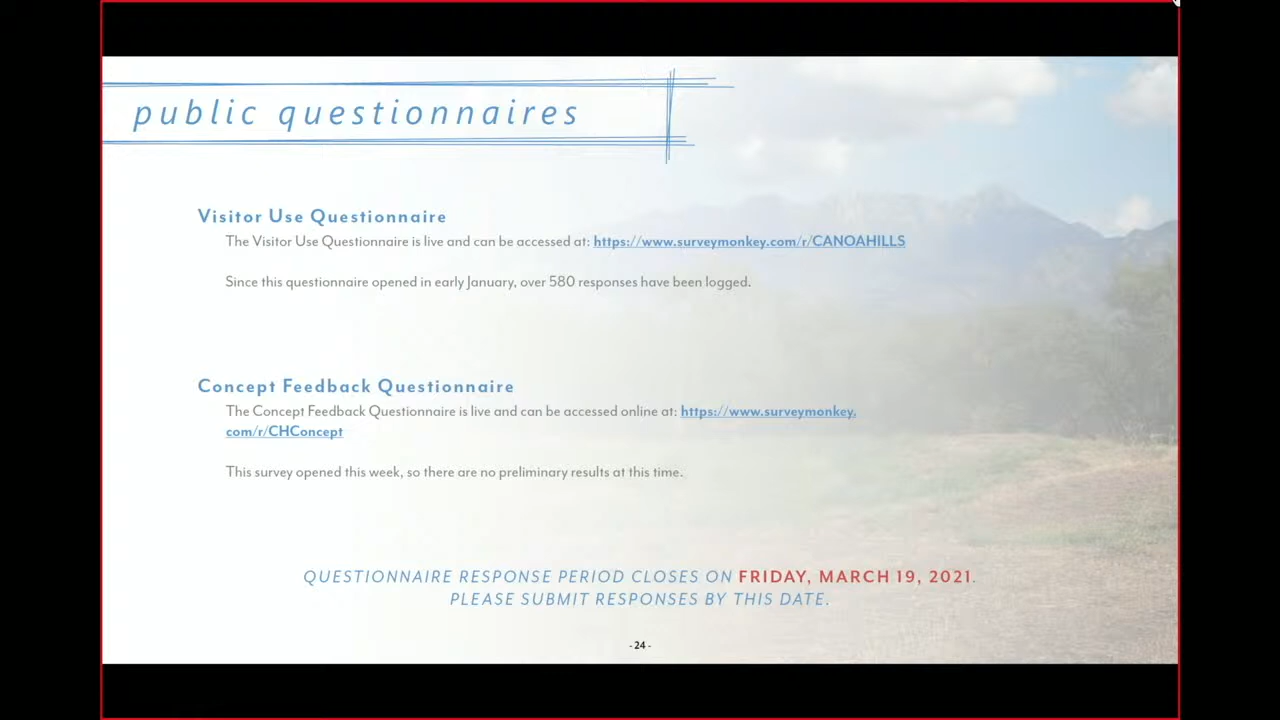 public questionnaires
Visitor Use Questionnaire
The Visitor Use Questionnaire is live and can be accessed at: https://www.surveymonkey.com/r/CANOAHILLS
Since this questionnaire opened in early January, over 580 responses have been logged.
Concept Feedback Questionnaire
The Concept Feedback Questionnaire is live and can be accessed online at: https://www.surveymonkey.
com/r/CHConcept
This survey opened this week, so there are no preliminary results at this time.
QUESTIONNAIRE RESPONSE PERIOD CLOSES ON FRIDAY, MARCH 19, 2021.
PLEASE SUBMIT RESPONSES BY THIS DATE.
- 24 -